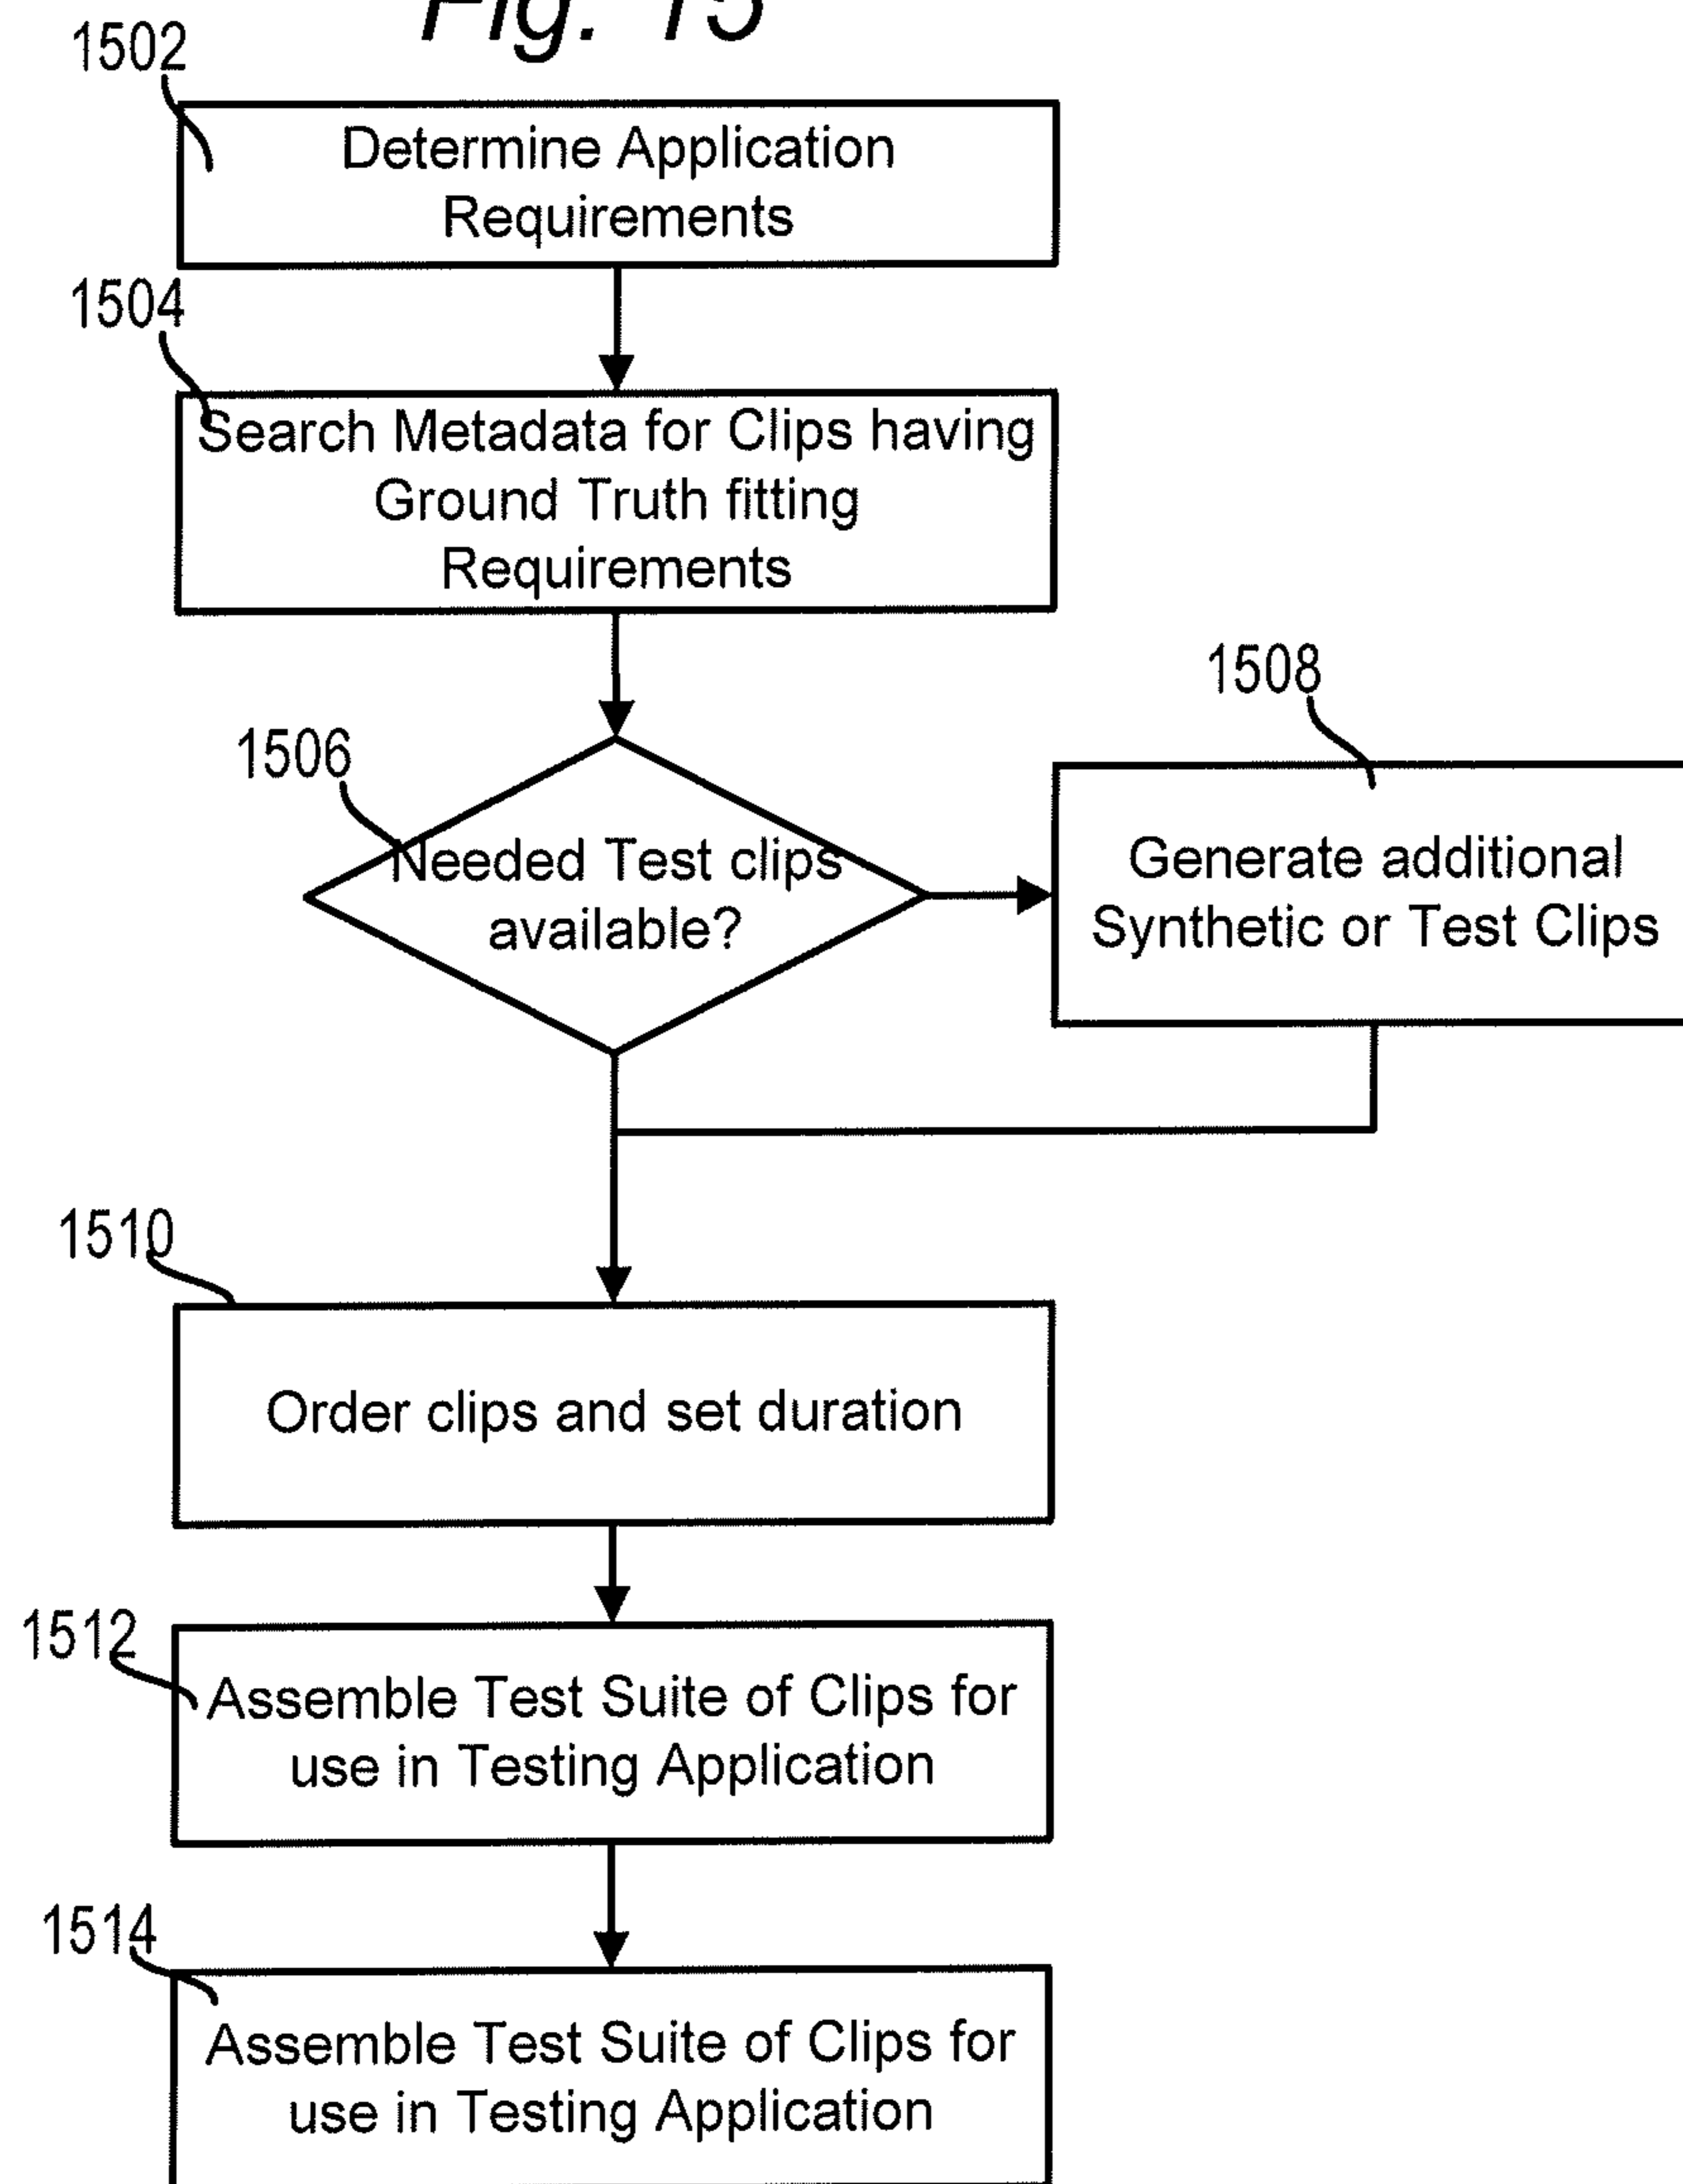 Fig. 15
1502
Determine Application
Requirements
1504
Search Metadata for Clips having
Ground Truth fitting
Requirements
1506
Needed Test clips
available?
1508
Generate additional
Synthetic or Test Clips
1510
Order clips and set duration
1512
Assemble Test Suite of Clips for
use in Testing Application
1514
Assemble Test Suite of Clips for
use in Testing Application